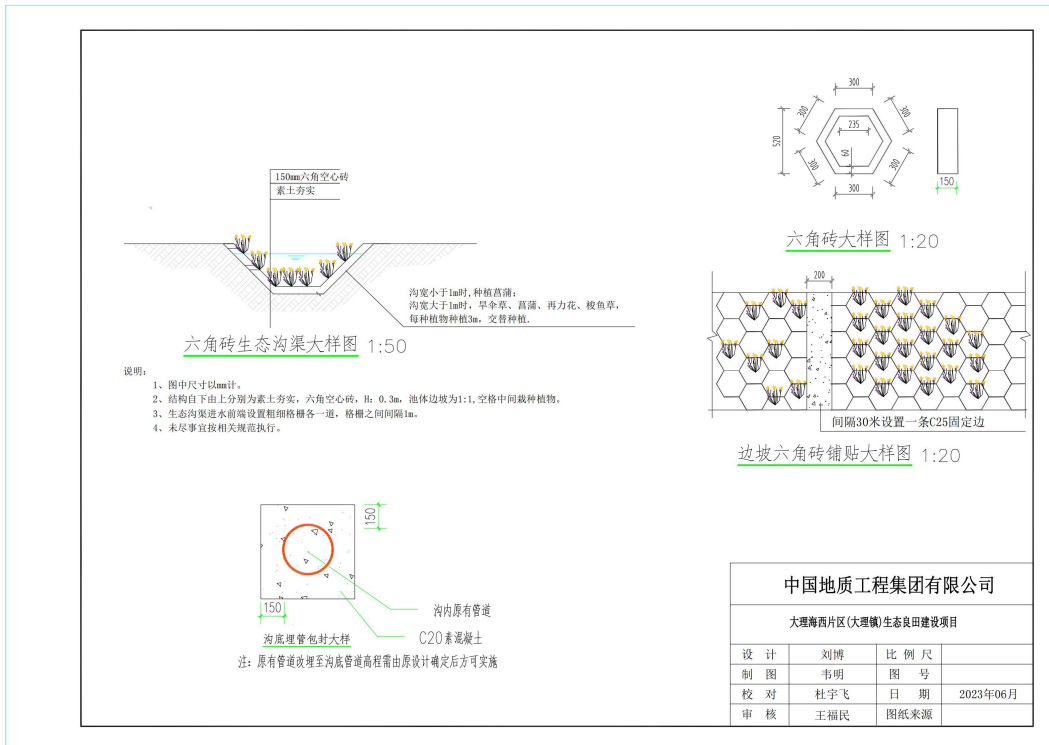 150mm六角空心砖
素土夯实
沟宽小于1m时,种植菖蒲;
沟宽大于1m时，旱伞草、菖蒲、再力花、梭鱼草，
每种植物种植3m，交替种植.
六角砖生态沟渠大样图 1:50
说明:
1、图中尺寸以mm计。
2、结构自下由上分别为素土夯实，六角空心砖，H: 0.3m，池体边坡为1:1,空格中间栽种植物。
3、生态沟渠进水前端设置粗细格栅各一道，格栅之间间隔1m。
4、未尽事宜按相关规范执行。
300
300
300
520
235
60
300
300
300
150
六角砖大样图 1:20
200
间隔30米设置一条C25固定边
边坡六角砖铺贴大样图 1:20
150
150
沟内原有管道
C20素混凝土
沟底埋管包封大样
注：原有管道改埋至沟底管道高程需由原设计确定后方可实施
中国地质工程集团有限公司
大理海西片区(大理镇)生态良田建设项目
设 计 刘博 比 例 尺
制 图 韦明 图 号
校 对 杜宇飞 日 期 2023年06月
审 核 王福民 图纸来源